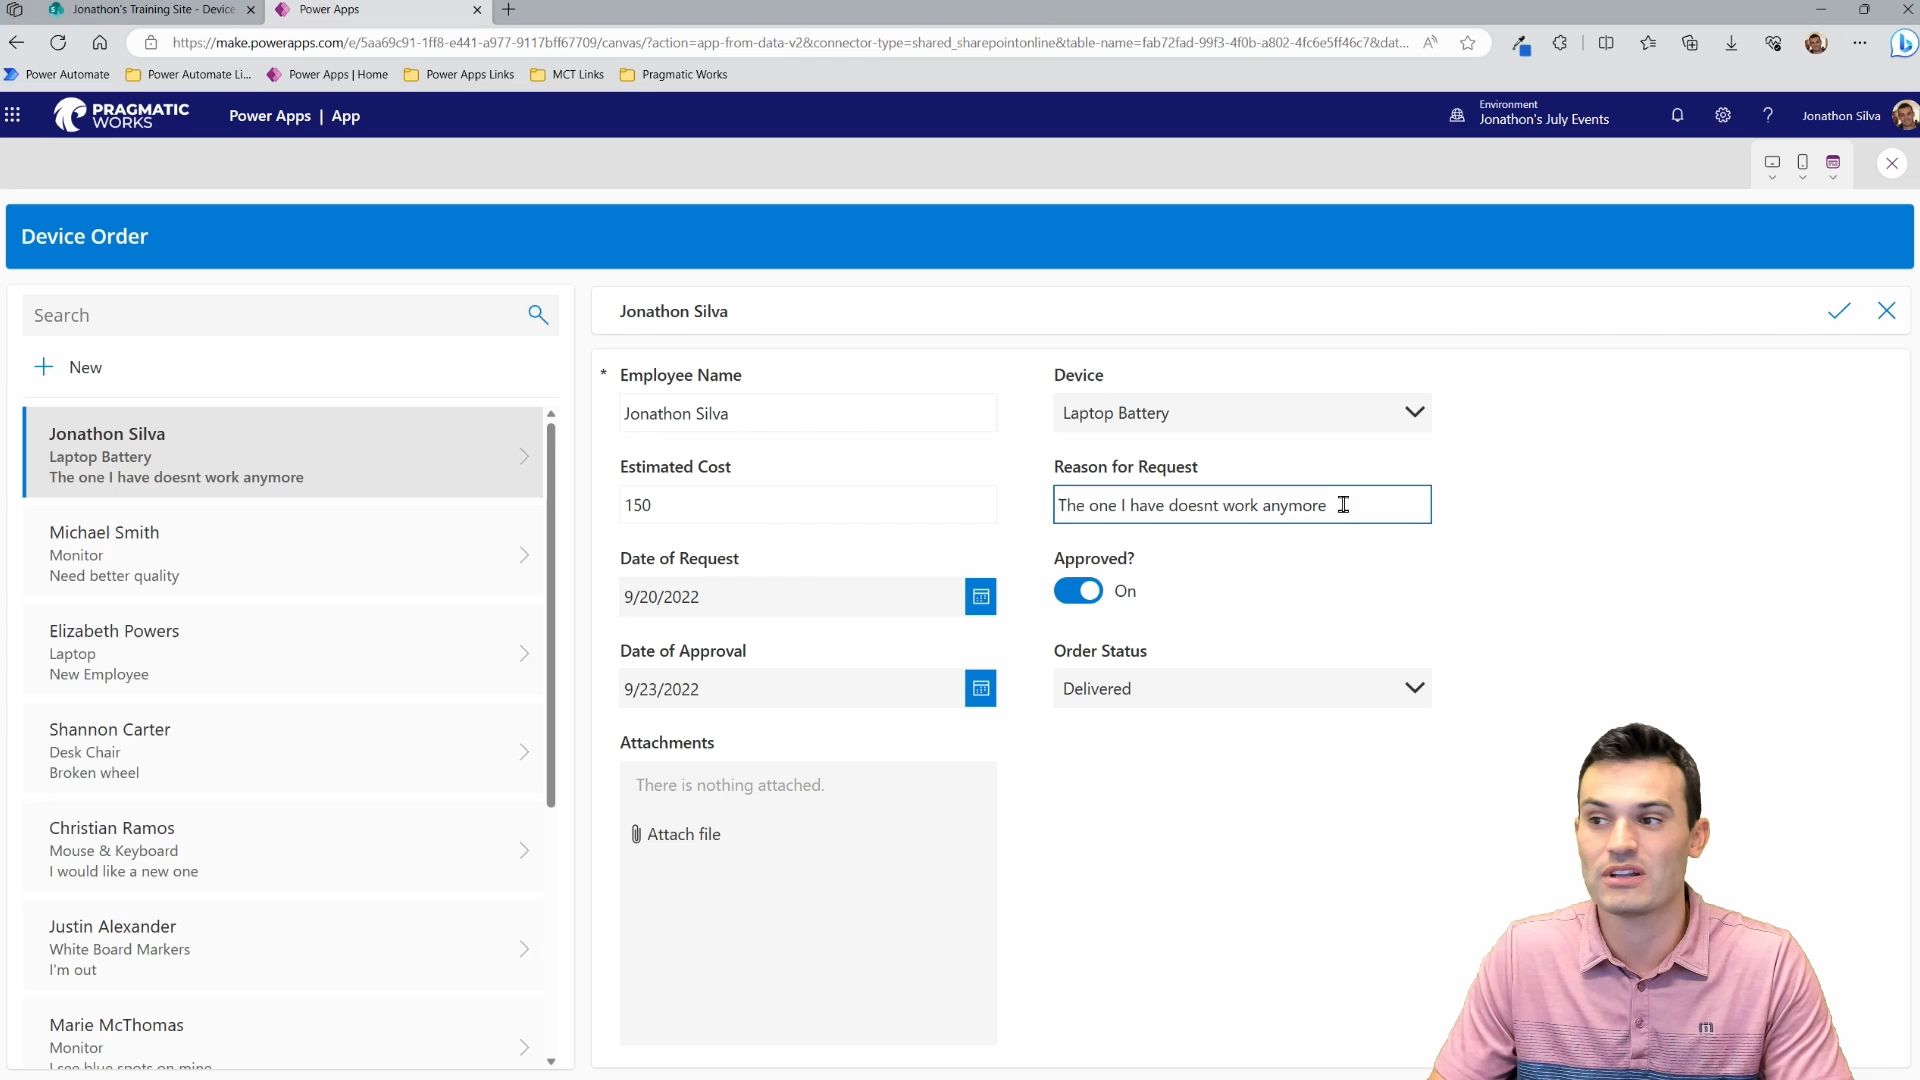 Jonathon's Training Site - Device
Power Apps
https://make.powerapps.com/e/5aa69c91-1ff8-e441-a977-9117bff67709/canvas/?action=app-from-data-v2&connector-type=shared_sharepointonline&table-name=fab72fad-99f3-4f0b-a802-4fc6e5ff46c7&dat...
Power Automate
Power Automate Li...
Power Apps | Home
Power Apps Links
MCT Links
Pragmatic Works
PRAGMATIC
WORKS
Power Apps | App
Environment
Jonathon's July Events
Jonathon Silva
Device Order
Search
New
Jonathon Silva
Laptop Battery
The one I have doesnt work anymore
Michael Smith
Monitor
Need better quality
Elizabeth Powers
Laptop
New Employee
Shannon Carter
Desk Chair
Broken wheel
Christian Ramos
Mouse & Keyboard
I would like a new one
Justin Alexander
White Board Markers
I'm out
Marie McThomas
Monitor
I see blue spots on mine
Jonathon Silva
* Employee Name
Jonathon Silva
Device
Laptop Battery
Estimated Cost
150
Reason for Request
The one I have doesnt work anymore
Date of Request
9/20/2022
Approved?
On
Date of Approval
9/23/2022
Order Status
Delivered
Attachments
There is nothing attached.
Attach file